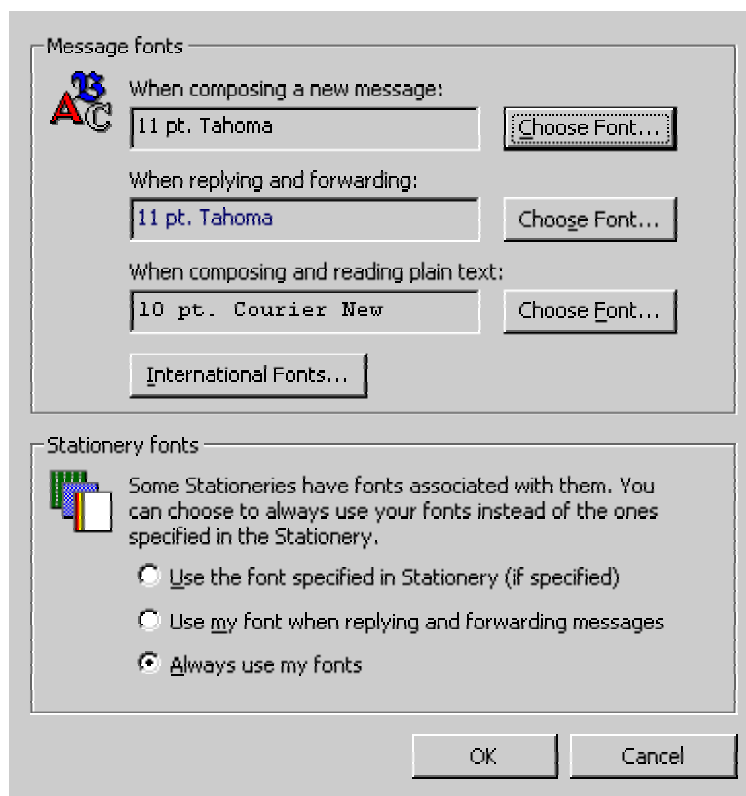 Message fonts
When composing a new message:
11 pt. Tahoma
Choose Font...
When replying and forwarding:
11 pt. Tahoma
Choose Font...
When composing and reading plain text:
10 pt. Courier New
Choose Font...
International Fonts...
Stationery fonts
Some Stationeries have fonts associated with them. You
can choose to always use your fonts instead of the ones
specified in the Stationery.
Use the font specified in Stationery (if specified)
Use my font when replying and forwarding messages
Always use my fonts
OK
Cancel